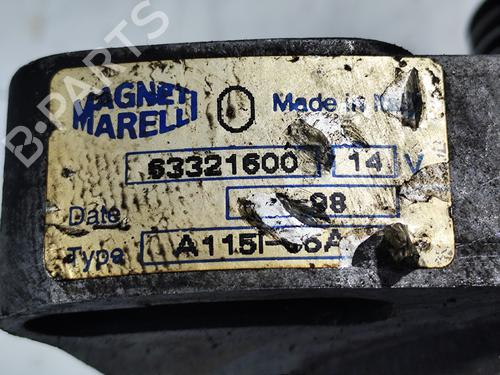 B-PARTS
MAGNETI
MARELLI
Made in
63321600 14 V
Date 98
Type A115I-